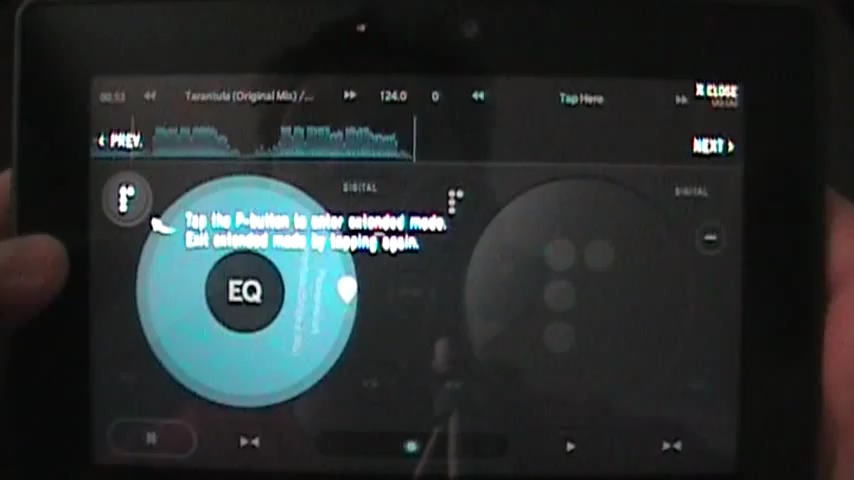 00:53
Tarantula (Original Mix) /...
124.0
0
Tap Here
X CLOSE
‹ PREV.
NEXT ›
DIGITAL
DIGITAL
Tap the P-button to enter extended mode.
Exit extended mode by tapping again.
EQ